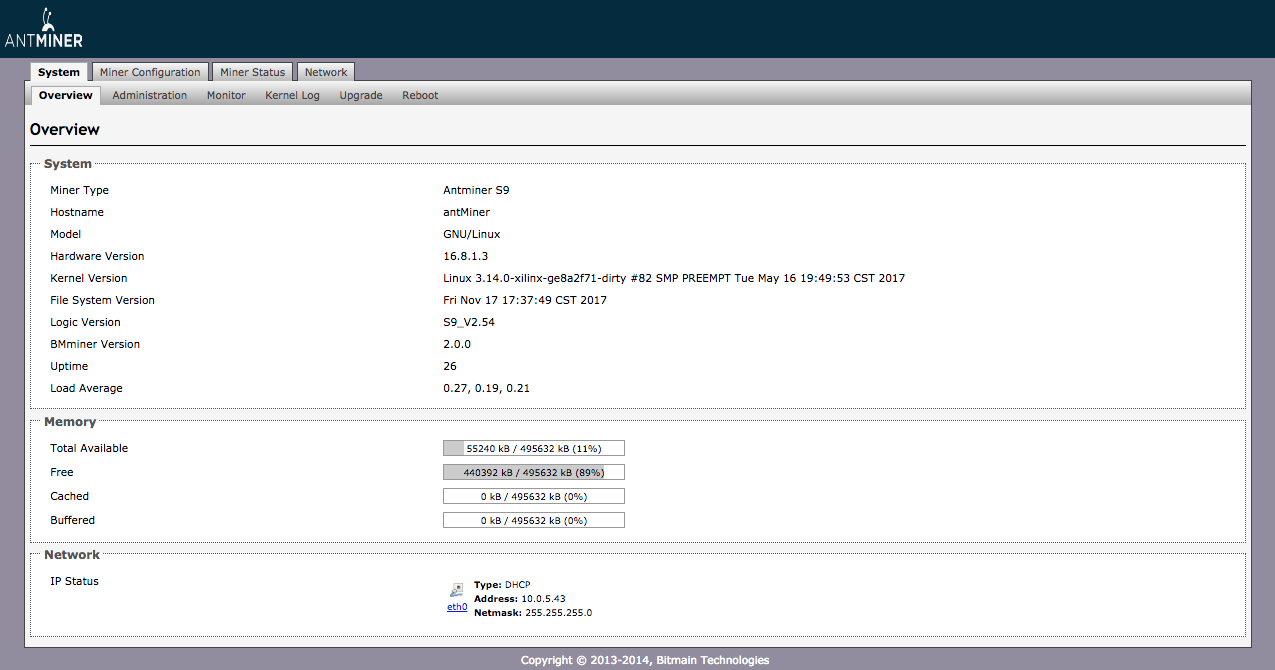 ANTMINER
System Miner Configuration Miner Status Network
Overview Administration Monitor Kernel Log Upgrade Reboot
Overview
System
Miner Type Antminer S9
Hostname antMiner
Model GNU/Linux
Hardware Version 16.8.1.3
Kernel Version Linux 3.14.0-xilinx-ge8a2f71-dirty #82 SMP PREEMPT Tue May 16 19:49:53 CST 2017
File System Version Fri Nov 17 17:37:49 CST 2017
Logic Version S9_V2.54
BMminer Version 2.0.0
Uptime 26
Load Average 0.27, 0.19, 0.21
Memory
Total Available 55240 kB / 495632 kB (11%)
Free 440392 kB / 495632 kB (89%)
Cached 0 kB / 495632 kB (0%)
Buffered 0 kB / 495632 kB (0%)
Network
IP Status Type: DHCP
Address: 10.0.5.43
eth0 Netmask: 255.255.255.0
Copyright © 2013-2014, Bitmain Technologies